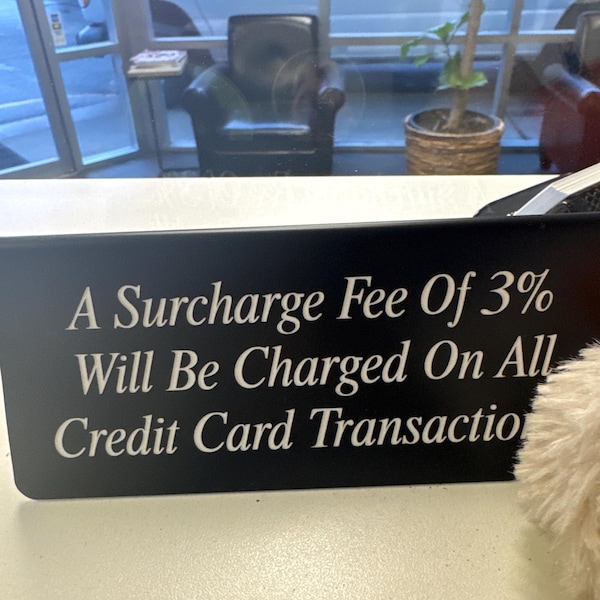 A Surcharge Fee Of 3%
Will Be Charged On All
Credit Card Transactio